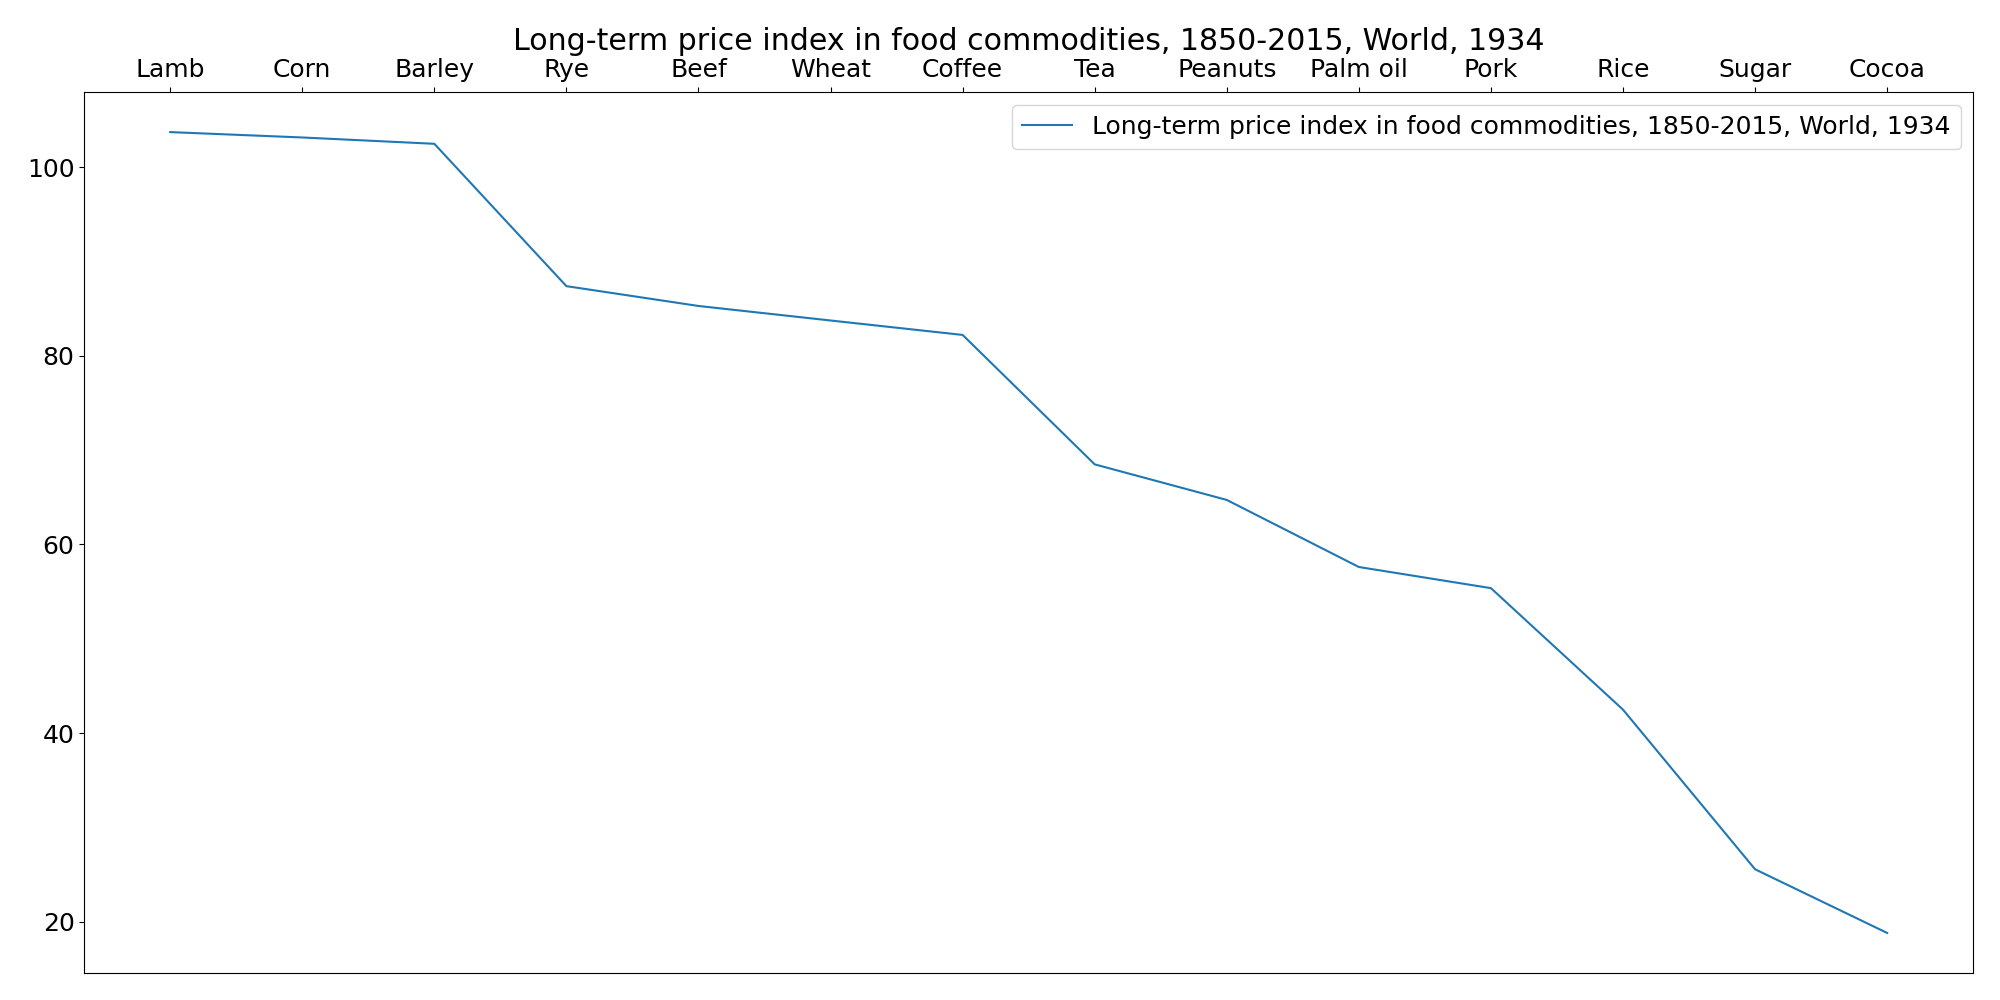 Long-term price index in food commodities, 1850-2015, World, 1934
Lamb Corn Barley Rye Beef Wheat Coffee Tea Peanuts Palm oil Pork Rice Sugar Cocoa
Long-term price index in food commodities, 1850-2015, World, 1934
100
80
60
40
20